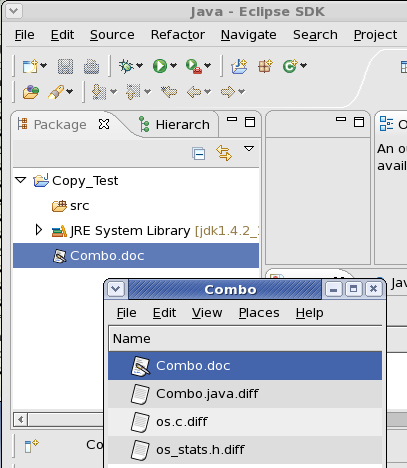 Java - Eclipse SDK
File Edit Source Refactor Navigate Search Project
Package Hierarch
An ou
avail
Copy_Test
src
JRE System Library [jdk1.4.2_
Combo.doc
Combo
File Edit View Places Help
Name
Combo.doc
Combo.java.diff
os.c.diff
os_stats.h.diff
Co